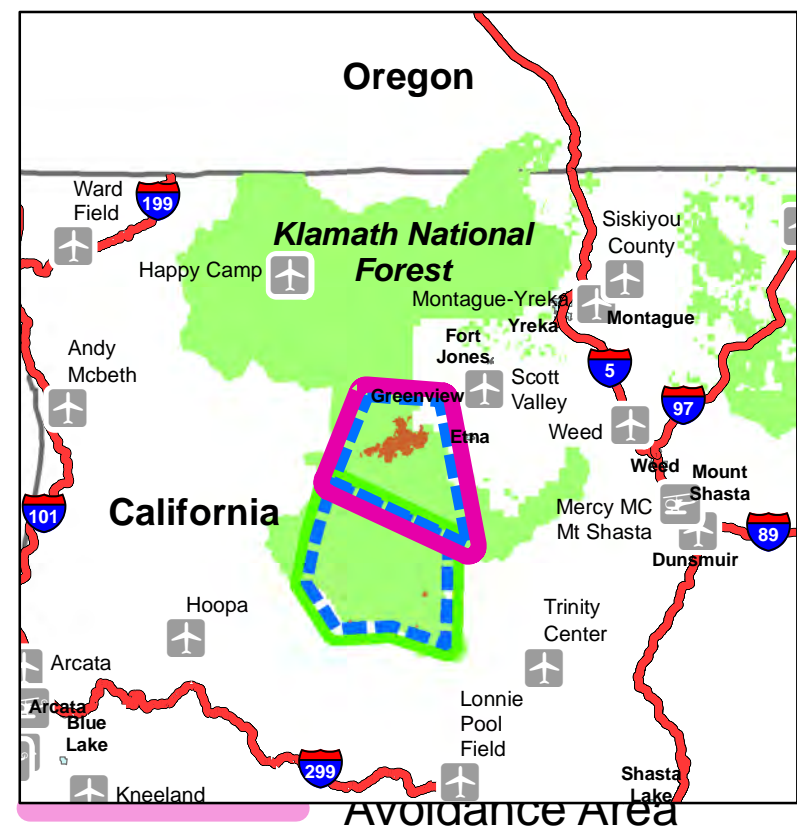 Oregon
Ward
Field
199
Klamath National
Forest
Siskiyou
County
Happy Camp
Montague-Yreka
Yreka
Montague
Fort
Jones
Andy
Mcbeth
5
Scott
Valley
Greenview
97
Etna
Weed
Weed
Mount
Shasta
101
California
Mercy MC
Mt Shasta
89
Dunsmuir
Hoopa
Trinity
Center
Arcata
Arcata
Blue
Lake
Lonnie
Pool
Field
299
Shasta
Lake
Kneeland
Avoidance Area